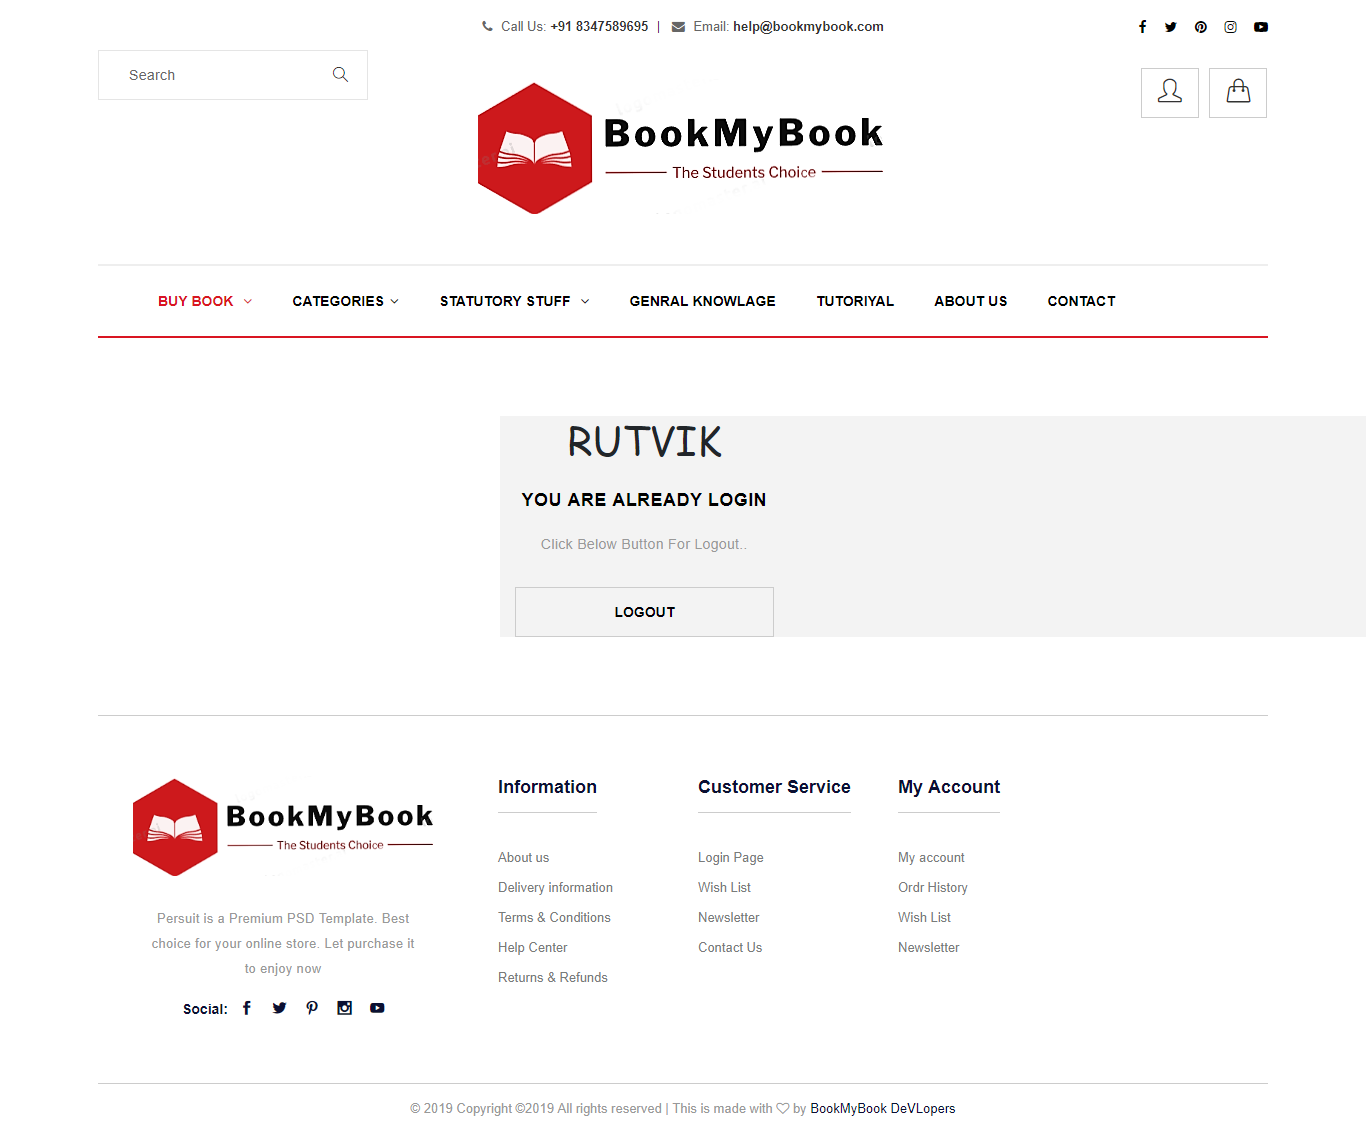 Call Us: +91 8347589695 | Email: help@bookmybook.com
Search
BookMyBook
The Students Choice
BUY BOOK CATEGORIES STATUTORY STUFF GENRAL KNOWLAGE TUTORIYAL ABOUT US CONTACT
RUTVIK
YOU ARE ALREADY LOGIN
Click Below Button For Logout..
LOGOUT
BookMyBook
The Students Choice
Persuit is a Premium PSD Template. Best
choice for your online store. Let purchase it
to enjoy now
Social:
Information
About us
Delivery information
Terms & Conditions
Help Center
Returns & Refunds
Customer Service
Login Page
Wish List
Newsletter
Contact Us
My Account
My account
Ordr History
Wish List
Newsletter
© 2019 Copyright ©2019 All rights reserved | This is made with ♡ by BookMyBook DeVLopers